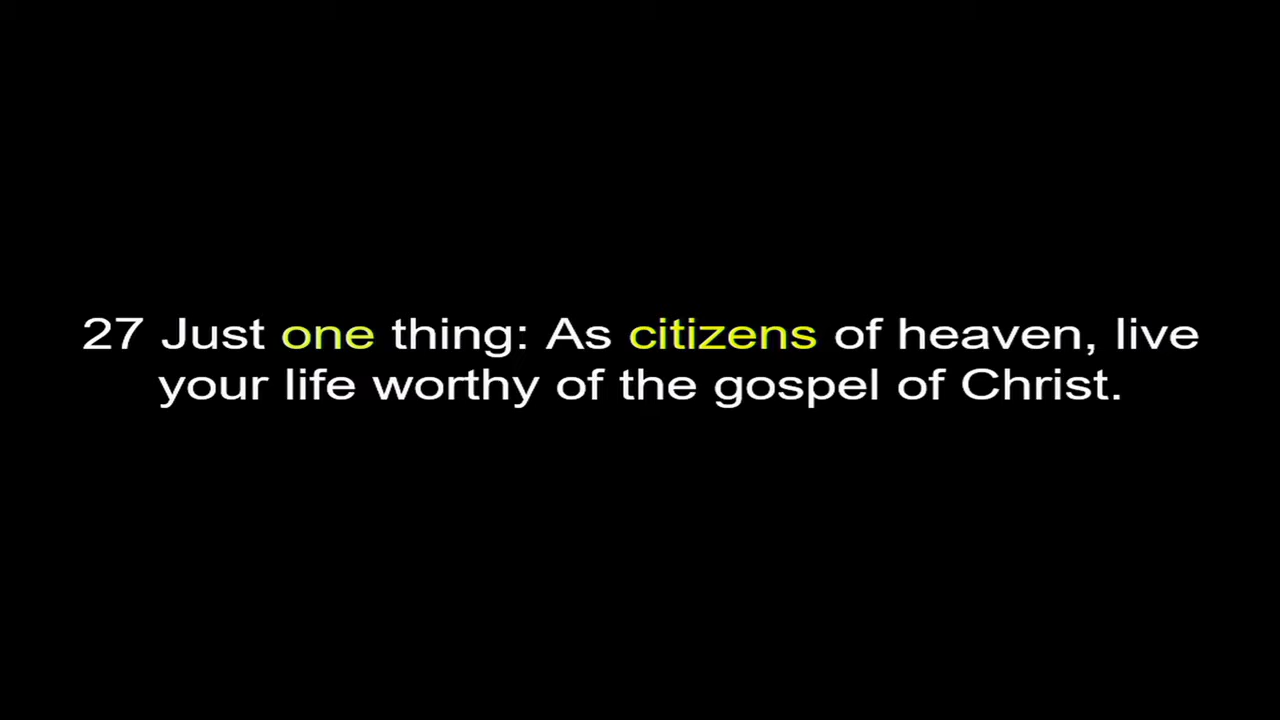 27 Just one thing: As citizens of heaven, live
your life worthy of the gospel of Christ.